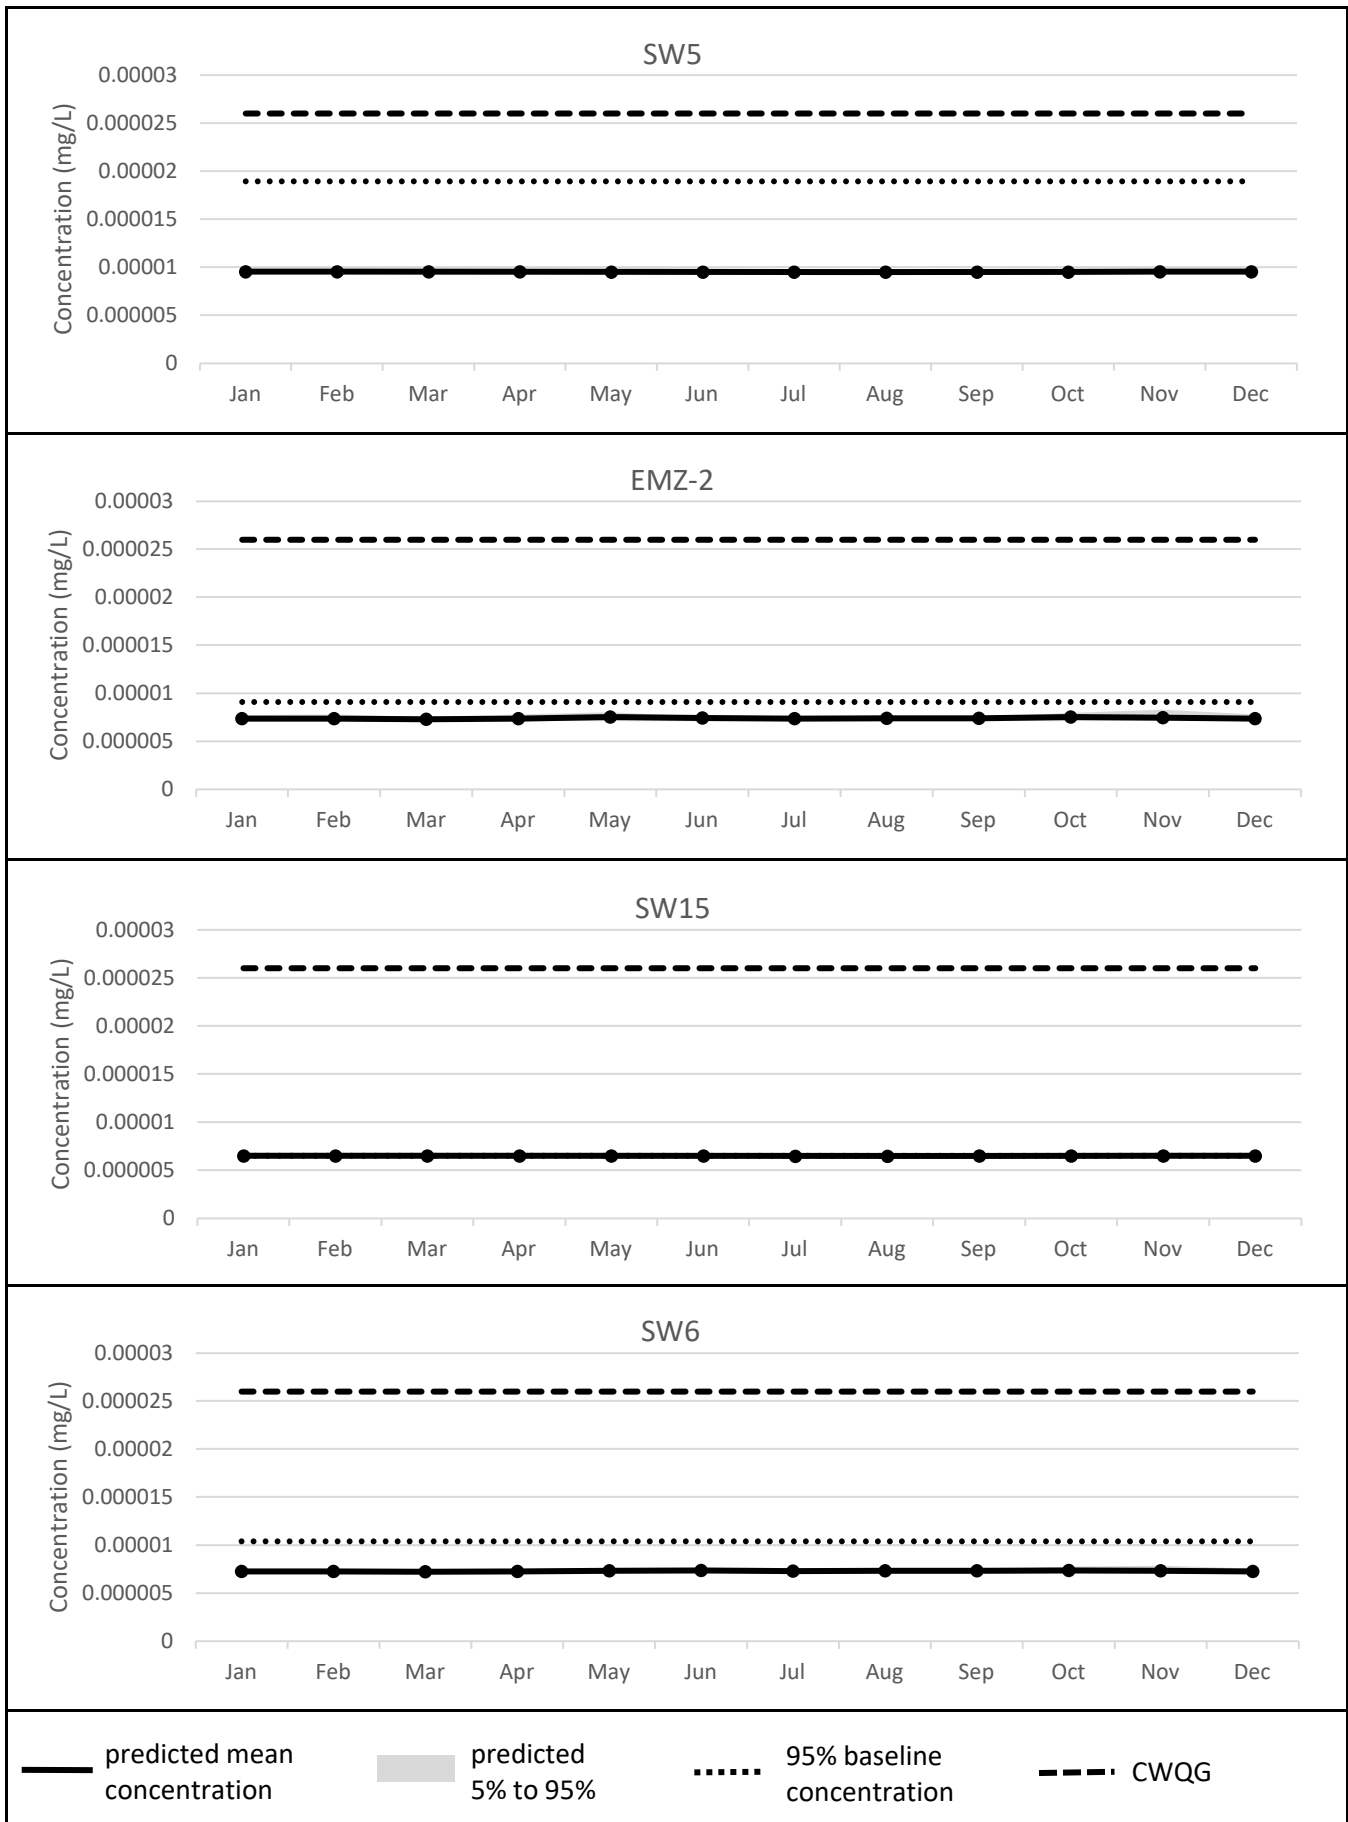 SW5
Concentration (mg/L)
0.00003
0.000025
0.00002
0.000015
0.00001
0.000005
0
Jan Feb Mar Apr May Jun Jul Aug Sep Oct Nov Dec
EMZ-2
Concentration (mg/L)
0.00003
0.000025
0.00002
0.000015
0.00001
0.000005
0
Jan Feb Mar Apr May Jun Jul Aug Sep Oct Nov Dec
SW15
Concentration (mg/L)
0.00003
0.000025
0.00002
0.000015
0.00001
0.000005
0
Jan Feb Mar Apr May Jun Jul Aug Sep Oct Nov Dec
SW6
Concentration (mg/L)
0.00003
0.000025
0.00002
0.000015
0.00001
0.000005
0
Jan Feb Mar Apr May Jun Jul Aug Sep Oct Nov Dec
predicted mean
concentration
predicted
5% to 95%
95% baseline
concentration
CWQG